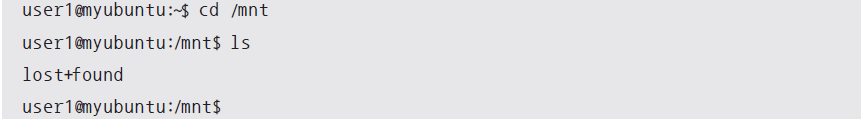 user1@myubuntu:~$ cd /mnt
user1@myubuntu:/mnt$ ls
lost+found
user1@myubuntu:/mnt$